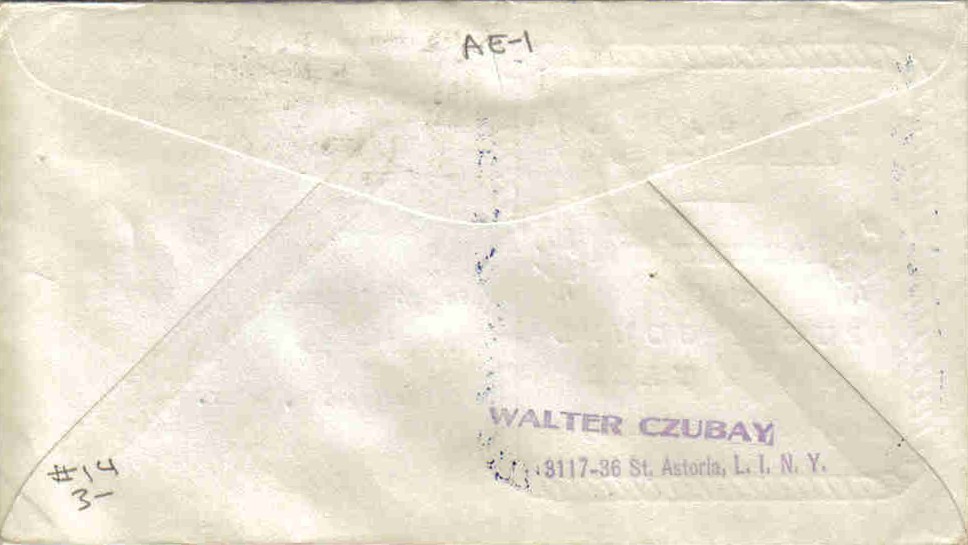 AE-1
WALTER CZUBAY
3117-36 St. Astoria, L. I. N. Y.
#14
3-